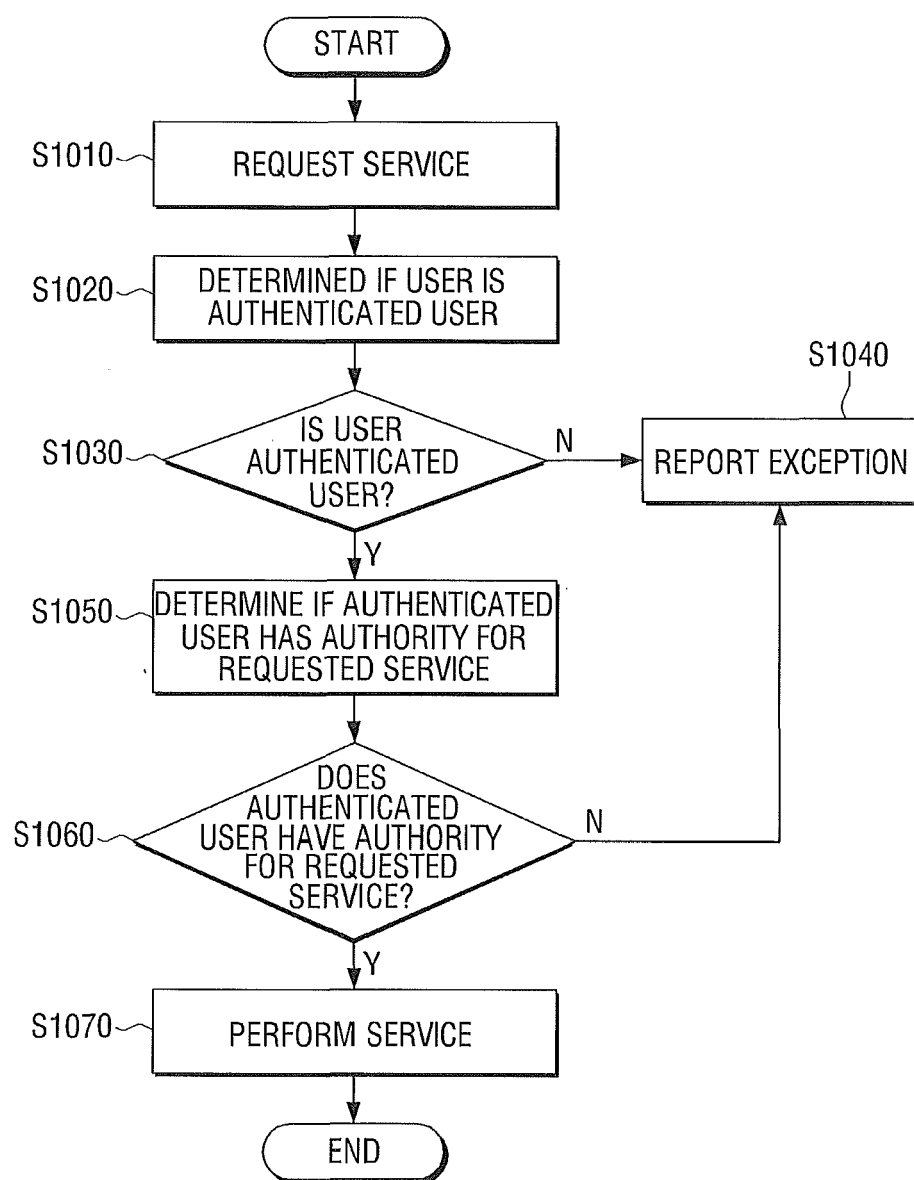 START
S1010
REQUEST SERVICE
S1020
DETERMINED IF USER IS
AUTHENTICATED USER
S1030
IS USER
AUTHENTICATED
USER?
N
S1040
REPORT EXCEPTION
Y
S1050
DETERMINE IF AUTHENTICATED
USER HAS AUTHORITY FOR
REQUESTED SERVICE
S1060
DOES
AUTHENTICATED
USER HAVE AUTHORITY
FOR REQUESTED
SERVICE?
N
Y
S1070
PERFORM SERVICE
END